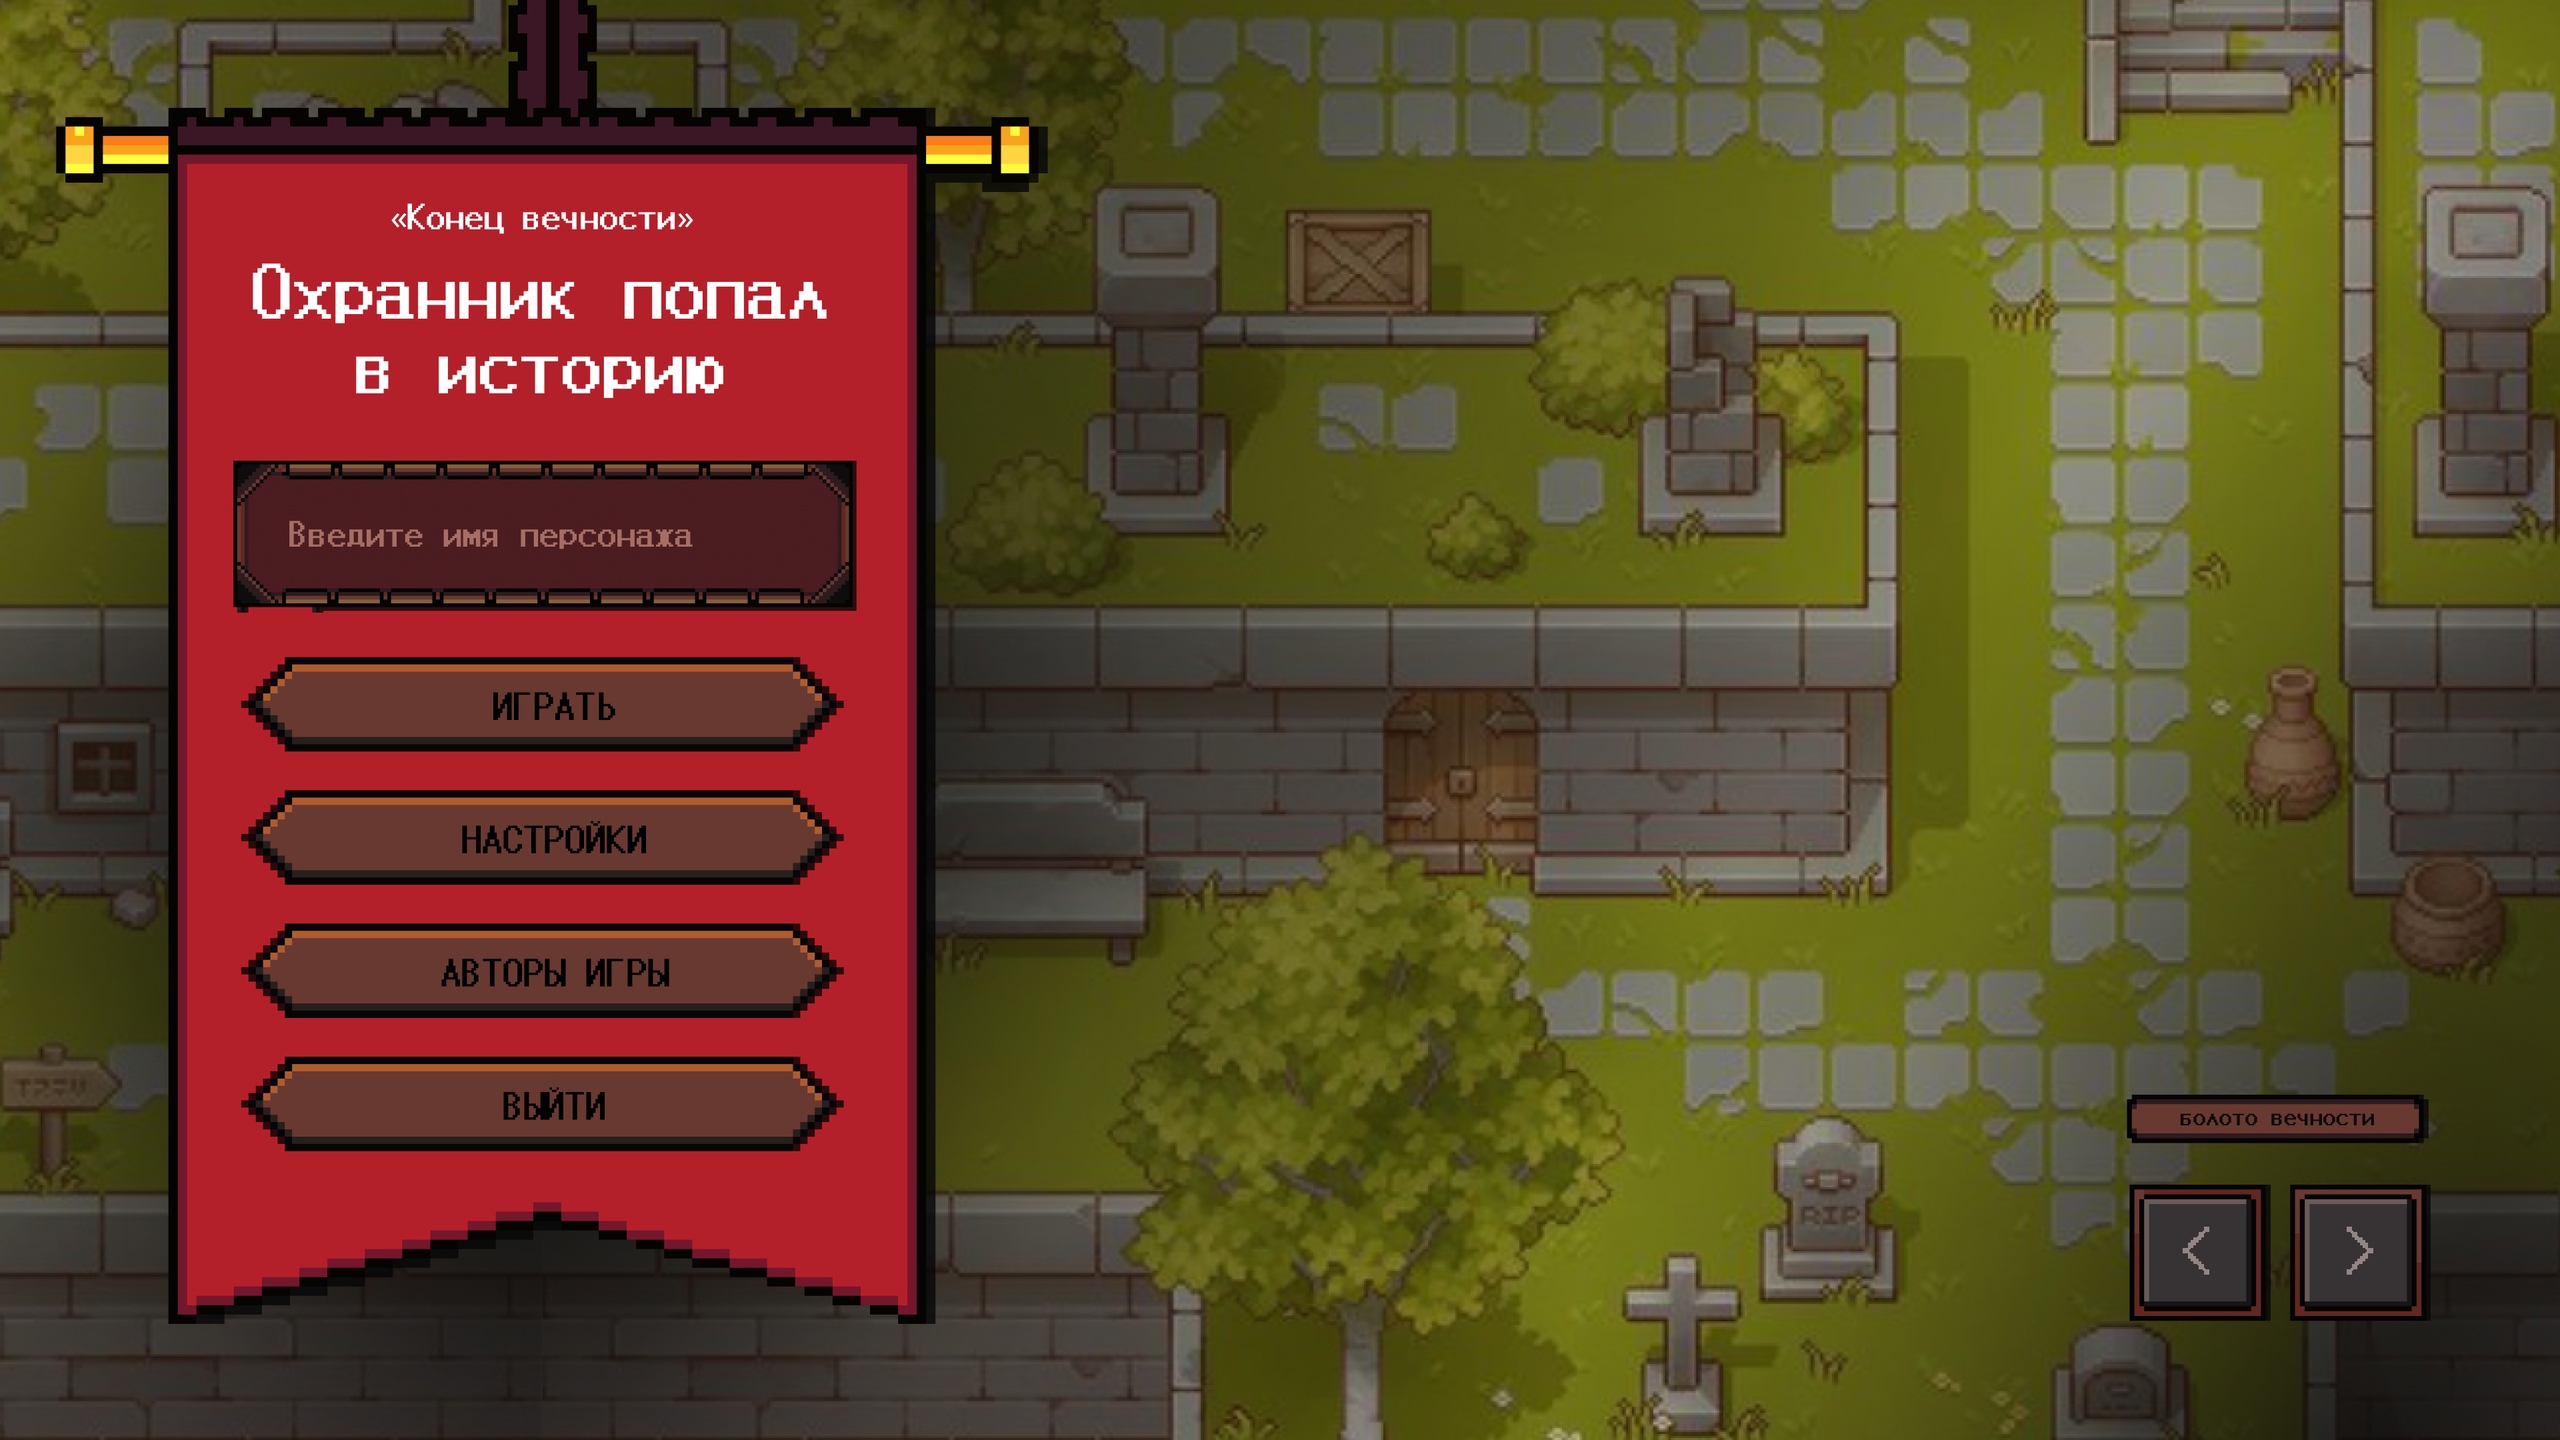 «Конец вечности»
Охранник попал
в историю
Введите имя персонажа
ИГРАТЬ
НАСТРОЙКИ
АВТОРЫ ИГРЫ
ВЫЙТИ
болото вечности
RIP